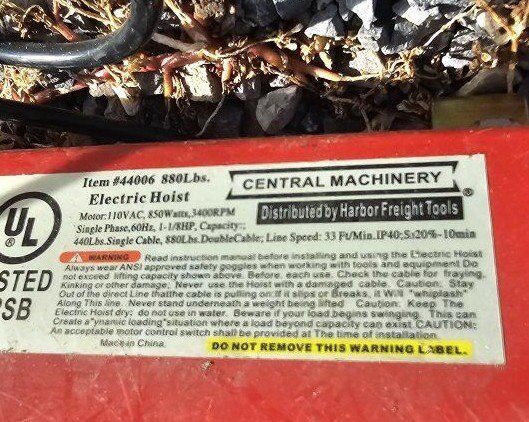 Item #44006 880Lbs.
Electric Hoist
Motor:110VAC, 850Watts,3400RPM
Single Phase,60Hz, 1-1/8HP, Capacity:;
440Lbs.Single Cable, 880Lbs.DoubleCable; Line Speed: 33 Ft/Min.IP40;S3:20%-10min
CENTRAL MACHINERY®
Distributed by Harbor Freight Tools
UL
®
STED
SB
WARNING Read instruction manual before installing and using the Electric Hoist
Always wear ANSI approved safety goggles when working with tools and equipment Do
not exceed lifting capacity shown above. Before, each use. Check the cable for fraying,
Kinking or other damage; Never use the Hoist with a damaged cable. Caution: Stay
Out of the direct Line thatthe cable is pulling on:If it slips or Breaks, it Will "whiplash"
Along This line. Never stand underneath a weight being lifted Caution: Keep The
Electric Hoist dry: do not use in water. Beware if your load begins swinging. This can
Create a"ynamic loading"situation where a load beyond capacity can exist CAUTION:
An acceptable motor control switch shall be provided at The time of installation.
Made in China.
DO NOT REMOVE THIS WARNING LABEL.